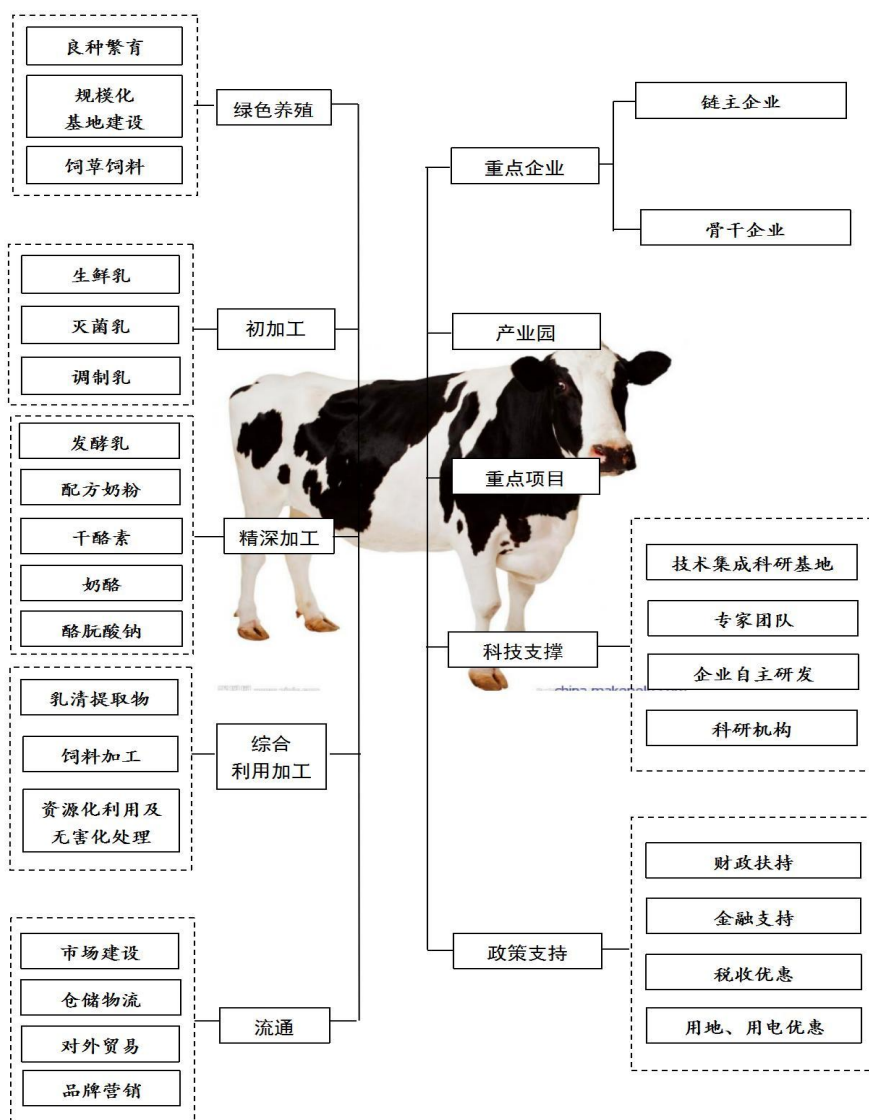 良种繁育
规模化
基地建设
饲草饲料
绿色养殖
生鲜乳
灭菌乳
调制乳
初加工
发酵乳
配方奶粉
干酪素
奶酪
酪朊酸钠
精深加工
乳清提取物
饲料加工
资源化利用及
无害化处理
综合
利用加工
市场建设
仓储物流
对外贸易
品牌营销
流通
重点企业
链主企业
骨干企业
产业园
重点项目
科技支撑
技术集成科研基地
专家团队
企业自主研发
科研机构
政策支持
财政扶持
金融支持
税收优惠
用地、用电优惠